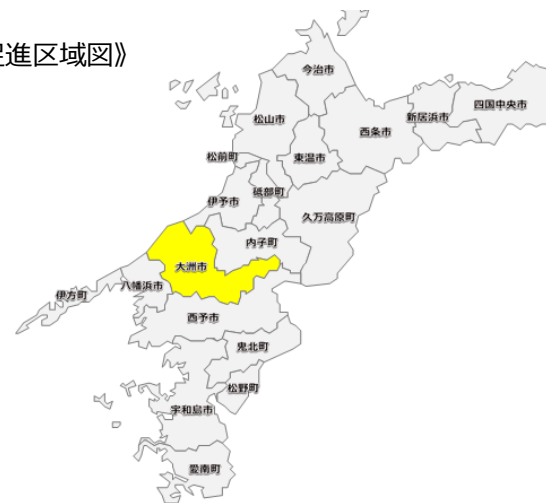 促進区域図》
今治市
四国中央市
新居浜市
松山市
西条市
東温市
松前町
砥部町
伊予市
久万高原町
内子町
大洲市
八幡浜市
伊方町
西予市
鬼北町
松野町
宇和島市
愛南町